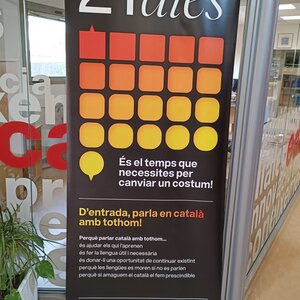 21dies
És el temps que
necessites per
canviar un costum!
D'entrada, parla en català
amb tothom!
Perquè parlar català amb tothom...
és ajudar els qui l'aprenen
és fer la llengua útil i necessària
és donar-li una oportunitat de continuar existint
perquè les llengües es moren si no es parlen
perquè si amaguem el català el fem prescindible